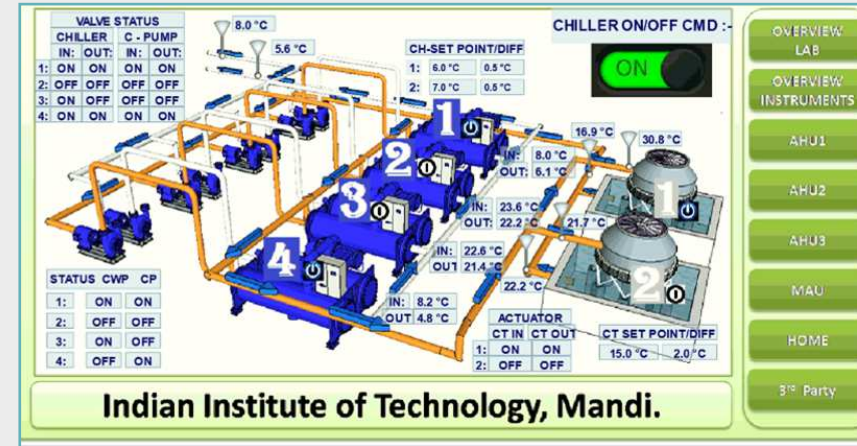 VALVE STATUS
CHILLER C - PUMP
IN: OUT: IN: OUT:
1: ON ON ON ON
2: OFF OFF OFF OFF
3: ON OFF OFF OFF
4: ON ON ON ON
8.0 °C
5.6 °C
CH-SET POINT/DIFF
1: 6.0 °C 0.5 °C
2: 7.0 °C 0.5 °C
CHILLER ON/OFF CMD :-
ON
OVERVIEW
LAB
OVERVIEW
INSTRUMENTS
AHU1
AHU2
AHU3
MAU
HOME
3rd Party
1
2
3
4
IN: 8.0 °C
OUT: 6.1 °C
IN: 23.6 °C
OUT: 22.2 °C
IN: 22.6 °C
OUT 21.4 °C
IN: 8.2 °C
OUT 4.8 °C
16.9 °C
30.8 °C
21.7 °C
22.2 °C
1
2
STATUS CWP CP
1: ON ON
2: OFF OFF
3: ON OFF
4: OFF ON
ACTUATOR
CT IN CT OUT
1: ON ON
2: OFF OFF
CT SET POINT/DIFF
15.0 °C 2.0 °C
Indian Institute of Technology, Mandi.